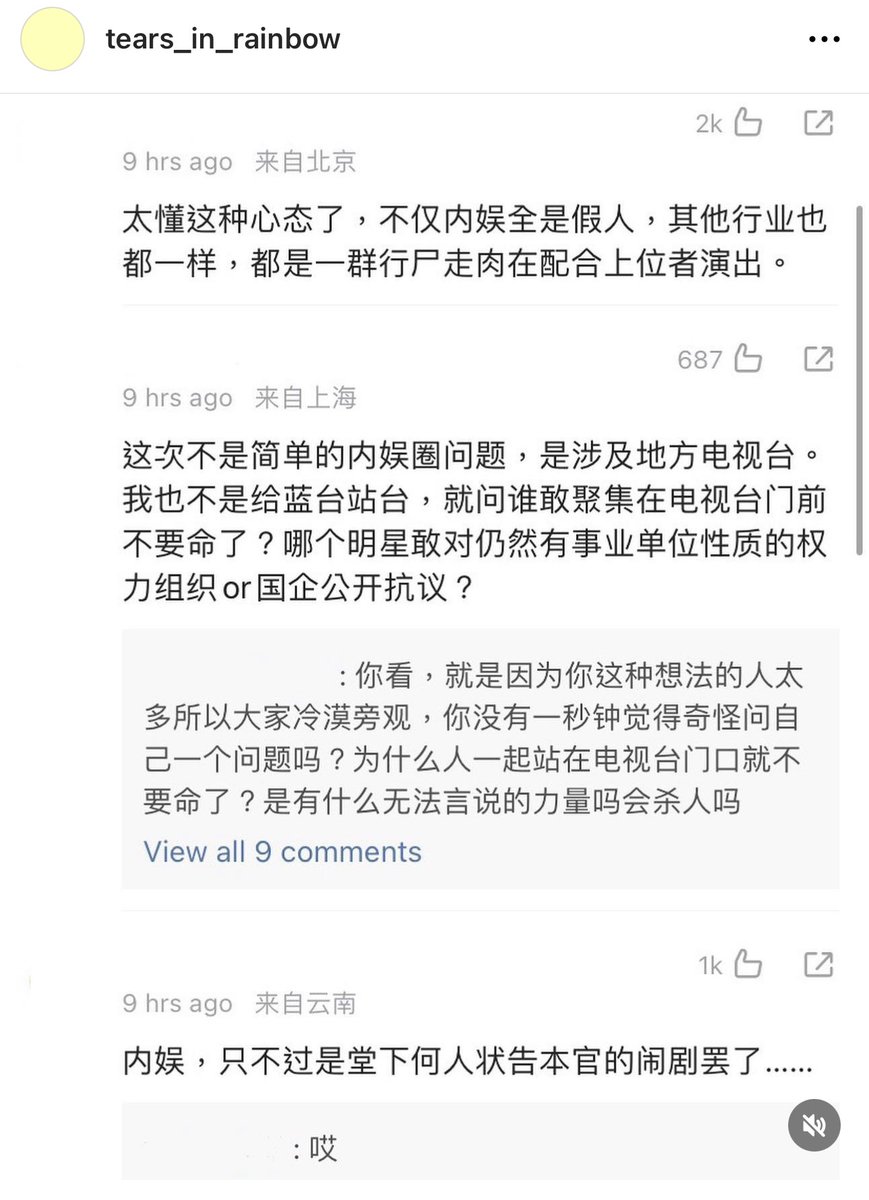 tears_in_rainbow
2k
9 hrs ago 来自北京
太懂这种心态了，不仅内娱全是假人，其他行业也
都一样，都是一群行尸走肉在配合上位者演出。
687
9 hrs ago 来自上海
这次不是简单的内娱圈问题，是涉及地方电视台。
我也不是给蓝台站台，就问谁敢聚集在电视台门前
不要命了？哪个明星敢对仍然有事业单位性质的权
力组织or国企公开抗议？
：你看，就是因为你这种想法的人太
多所以大家冷漠旁观，你没有一秒钟觉得奇怪问自
己一个问题吗？为什么人一起站在电视台门口就不
要命了？是有什么无法言说的力量吗会杀人吗
View all 9 comments
1k
9 hrs ago 来自云南
内娱，只不过是堂下何人状告本官的闹剧罢了......
：哎